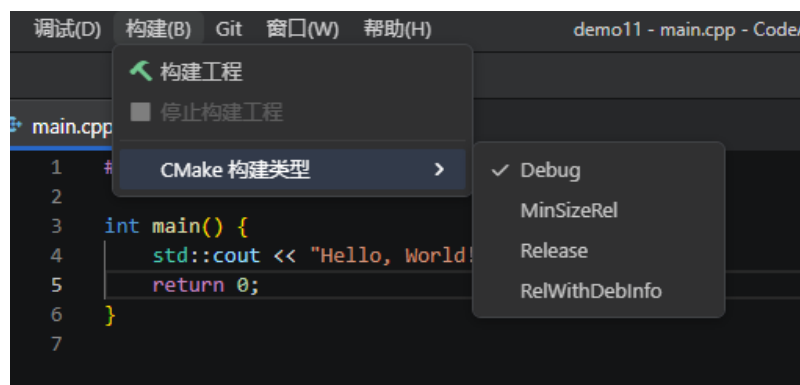 调试(D) 构建(B) Git 窗口(W) 帮助(H) demo11 - main.cpp - Code
构建工程
停止构建工程
main.cpp
CMake 构建类型
Debug
MinSizeRel
Release
RelWithDebInfo
1 #
2
3 int main() {
4 std::cout << "Hello, World!
5 return 0;
6 }
7